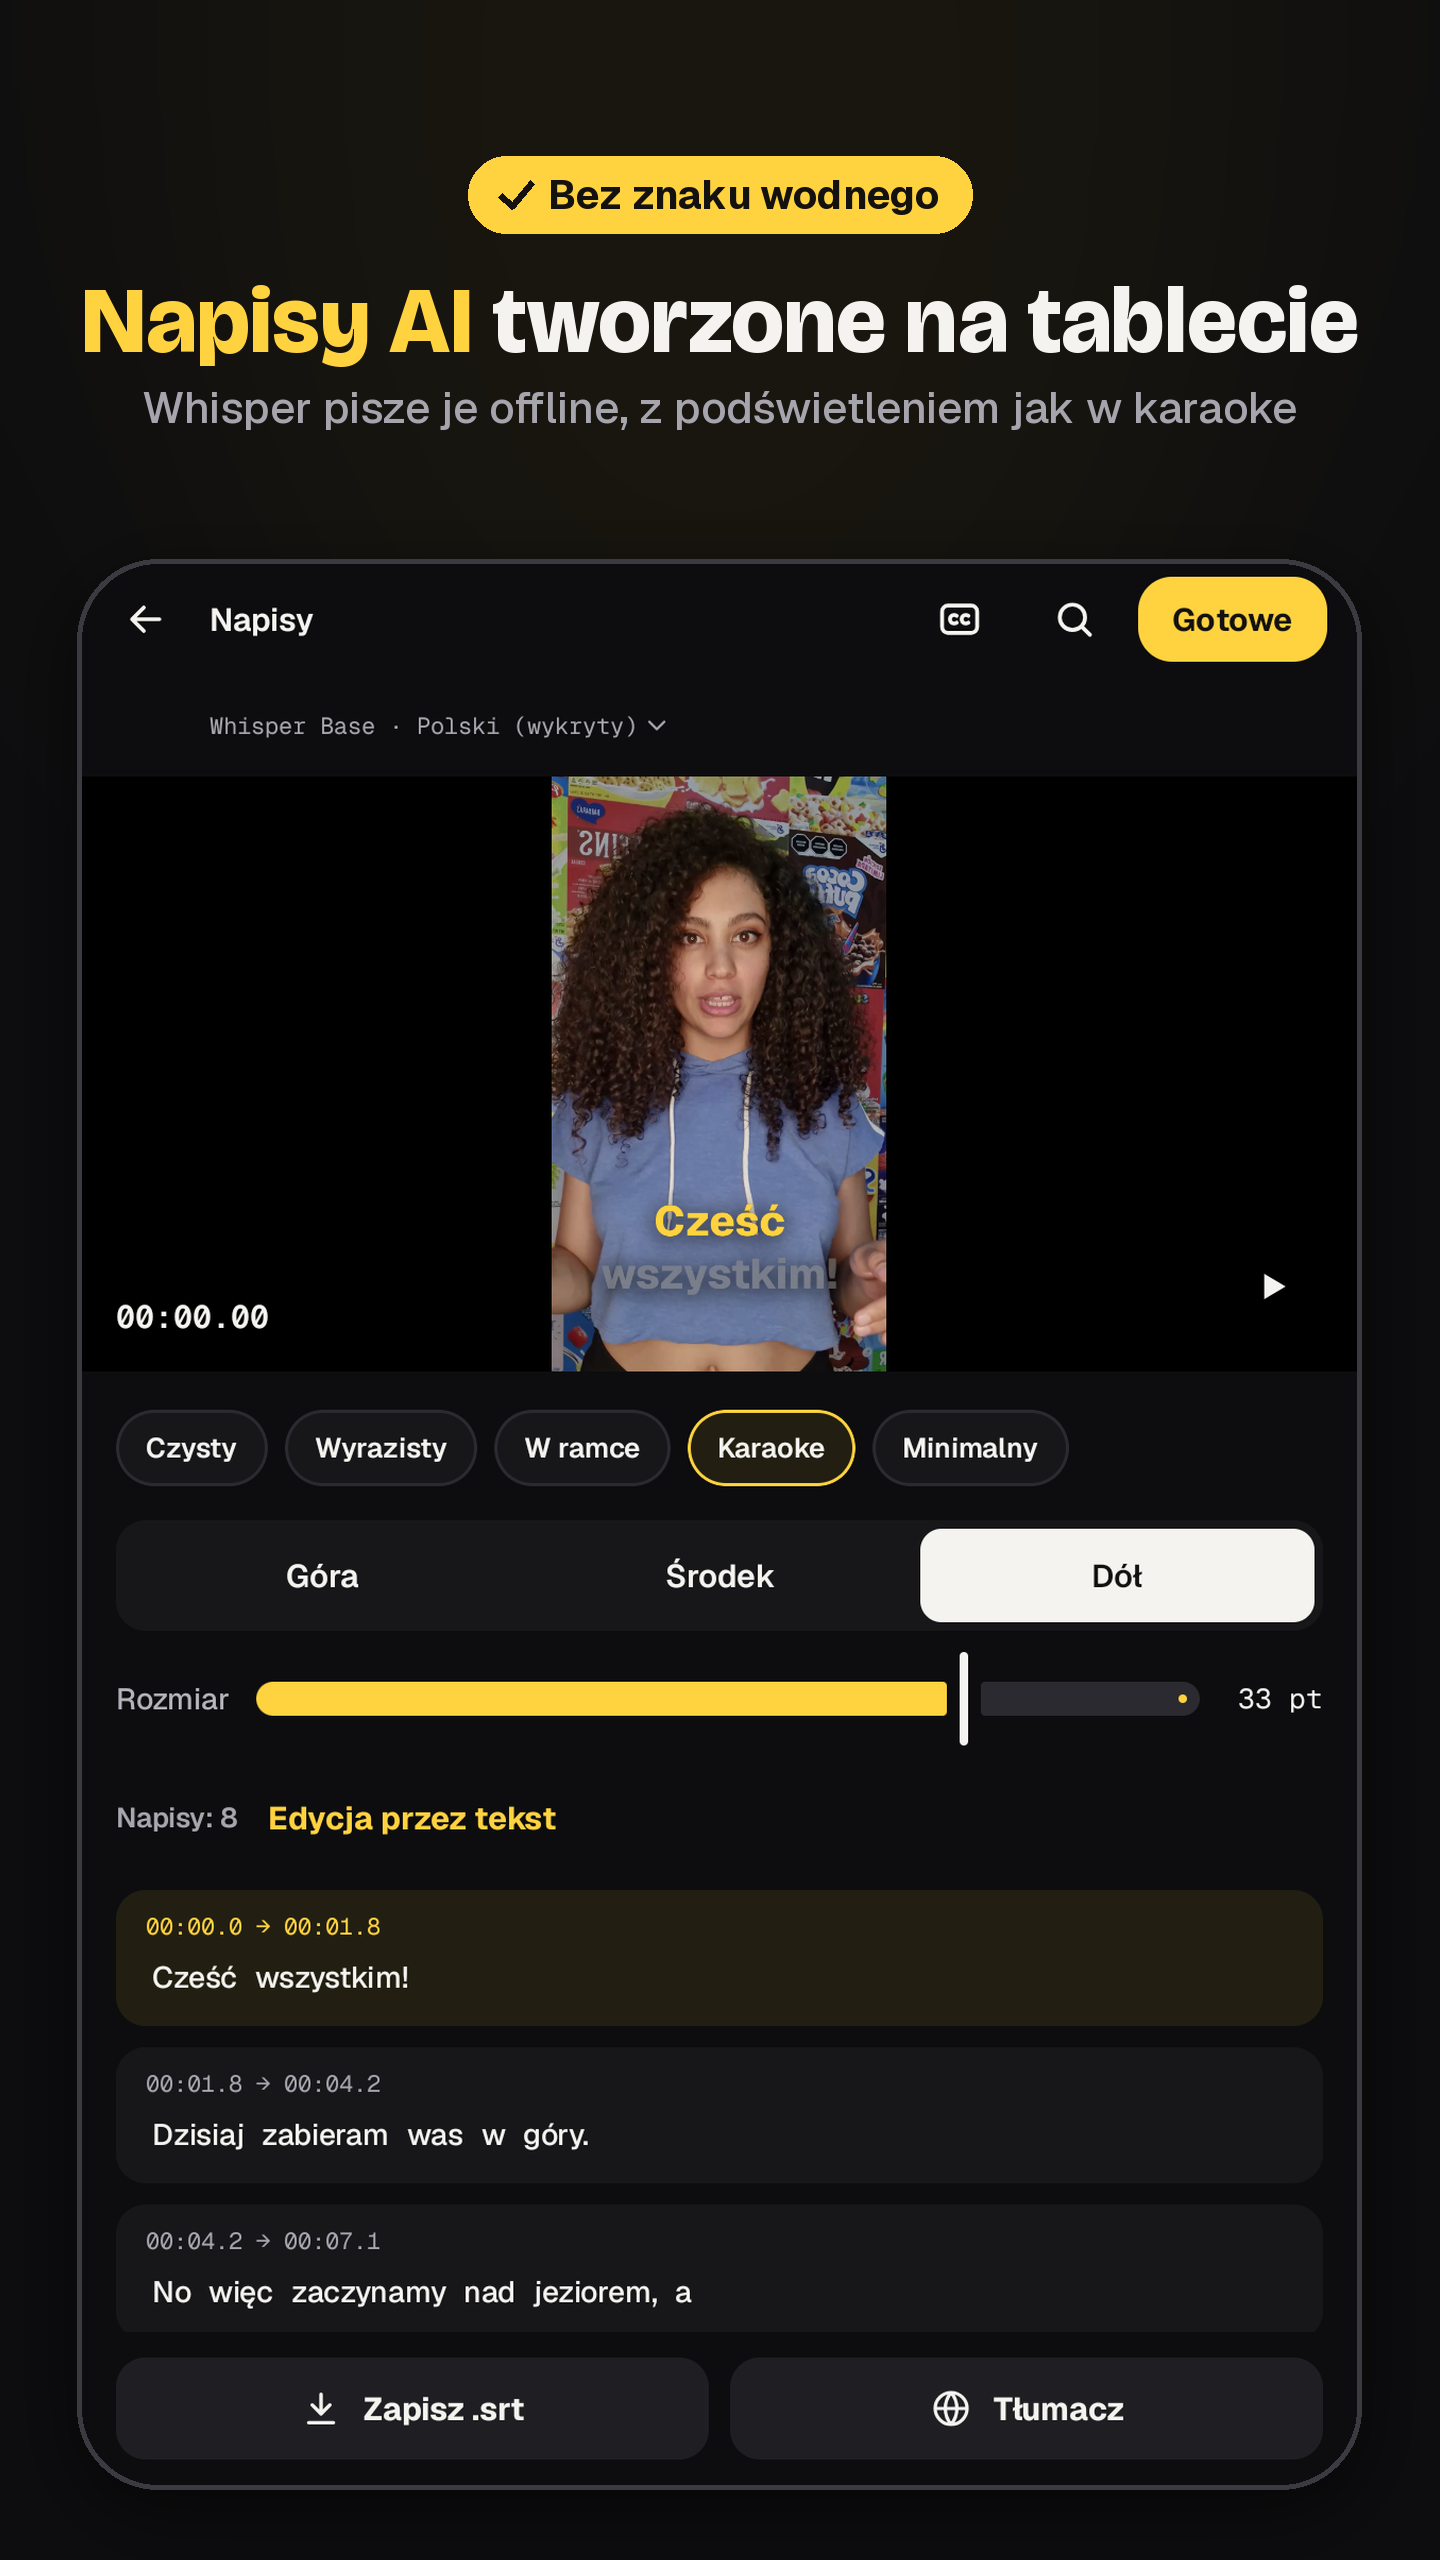 Bez znaku wodnego
Napisy AI tworzone na tablecie
Whisper pisze je offline, z podświetleniem jak w karaoke
Napisy
CC
Gotowe
Whisper Base · Polski (wykryty)
Cześć
wszystkim!
00:00.00
Czysty
Wyrazisty
W ramce
Karaoke
Minimalny
Góra
Środek
Dół
Rozmiar
33 pt
Napisy: 8
Edycja przez tekst
00:00.0 → 00:01.8
Cześć wszystkim!
00:01.8 → 00:04.2
Dzisiaj zabieram was w góry.
00:04.2 → 00:07.1
No więc zaczynamy nad jeziorem, a
Zapisz .srt
Tłumacz